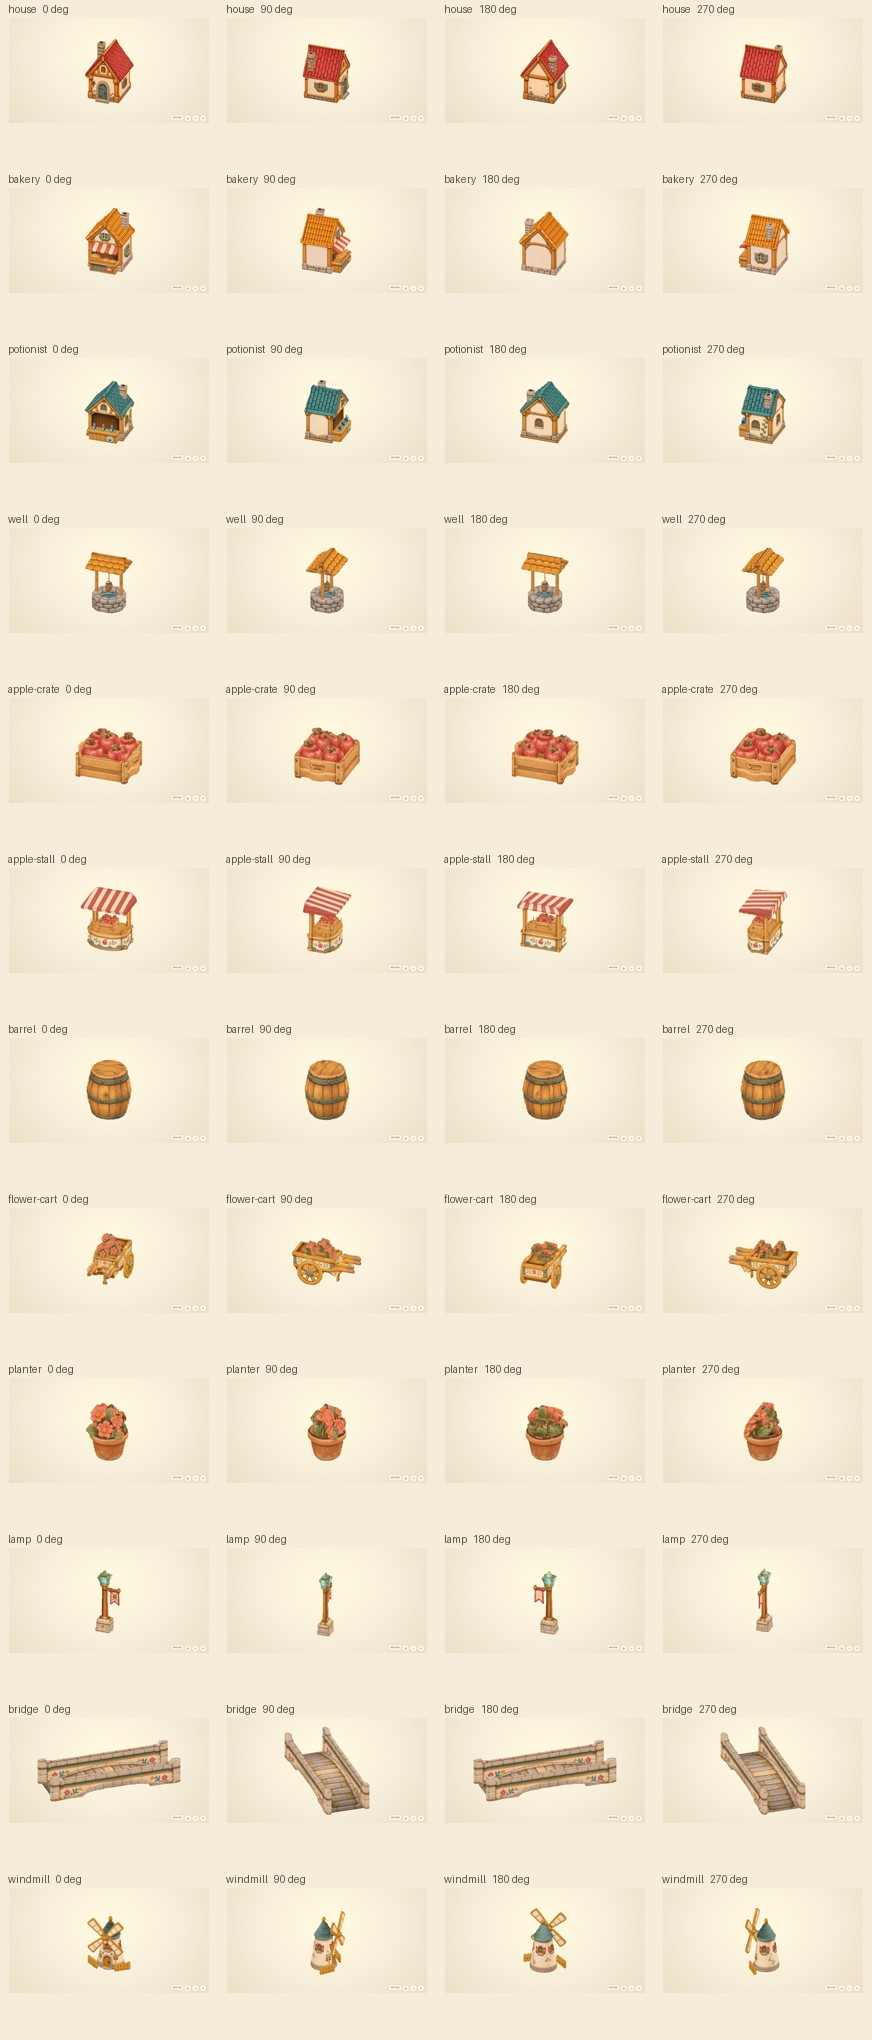 house 0 deg
house 90 deg
house 180 deg
house 270 deg
bakery 0 deg
bakery 90 deg
bakery 180 deg
bakery 270 deg
potionist 0 deg
potionist 90 deg
potionist 180 deg
potionist 270 deg
well 0 deg
well 90 deg
well 180 deg
well 270 deg
apple-crate 0 deg
apple-crate 90 deg
apple-crate 180 deg
apple-crate 270 deg
apple-stall 0 deg
apple-stall 90 deg
apple-stall 180 deg
apple-stall 270 deg
barrel 0 deg
barrel 90 deg
barrel 180 deg
barrel 270 deg
flower-cart 0 deg
flower-cart 90 deg
flower-cart 180 deg
flower-cart 270 deg
planter 0 deg
planter 90 deg
planter 180 deg
planter 270 deg
lamp 0 deg
lamp 90 deg
lamp 180 deg
lamp 270 deg
bridge 0 deg
bridge 90 deg
bridge 180 deg
bridge 270 deg
windmill 0 deg
windmill 90 deg
windmill 180 deg
windmill 270 deg